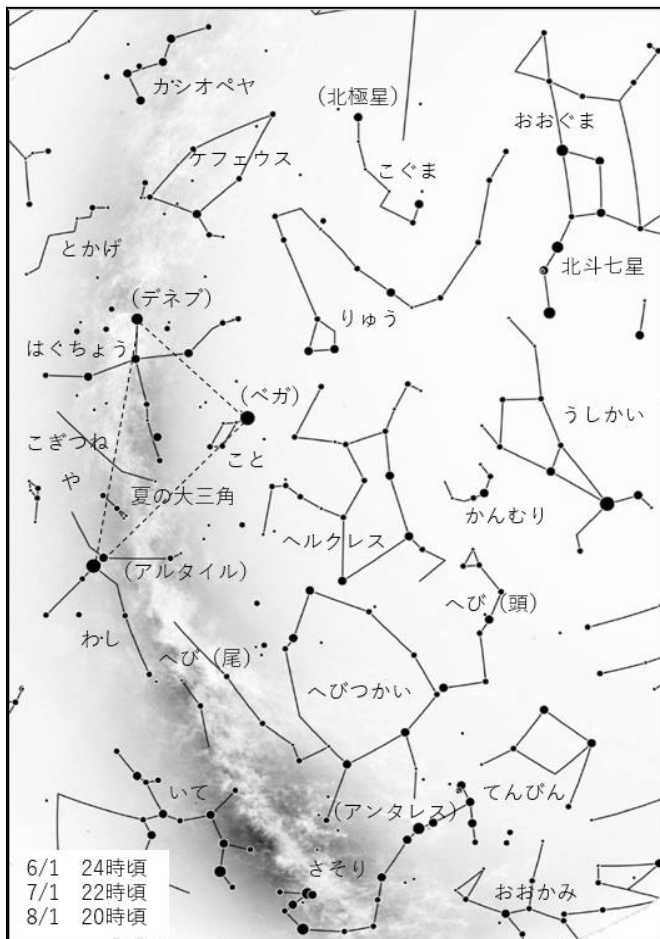 カシオペヤ
(北極星)
おおぐま
ケフェウス
こぐま
とかげ
北斗七星
(デネブ)
りゅう
はくちょう
(ベガ)
うしかい
こぎつね
こと
や
夏の大三角
かんむり
ヘルクレス
(アルタイル)
へび(頭)
わし
へび(尾)
へびつかい
いて
(アンタレス)
てんびん
さそり
おおかみ
6/1 24時頃
7/1 22時頃
8/1 20時頃